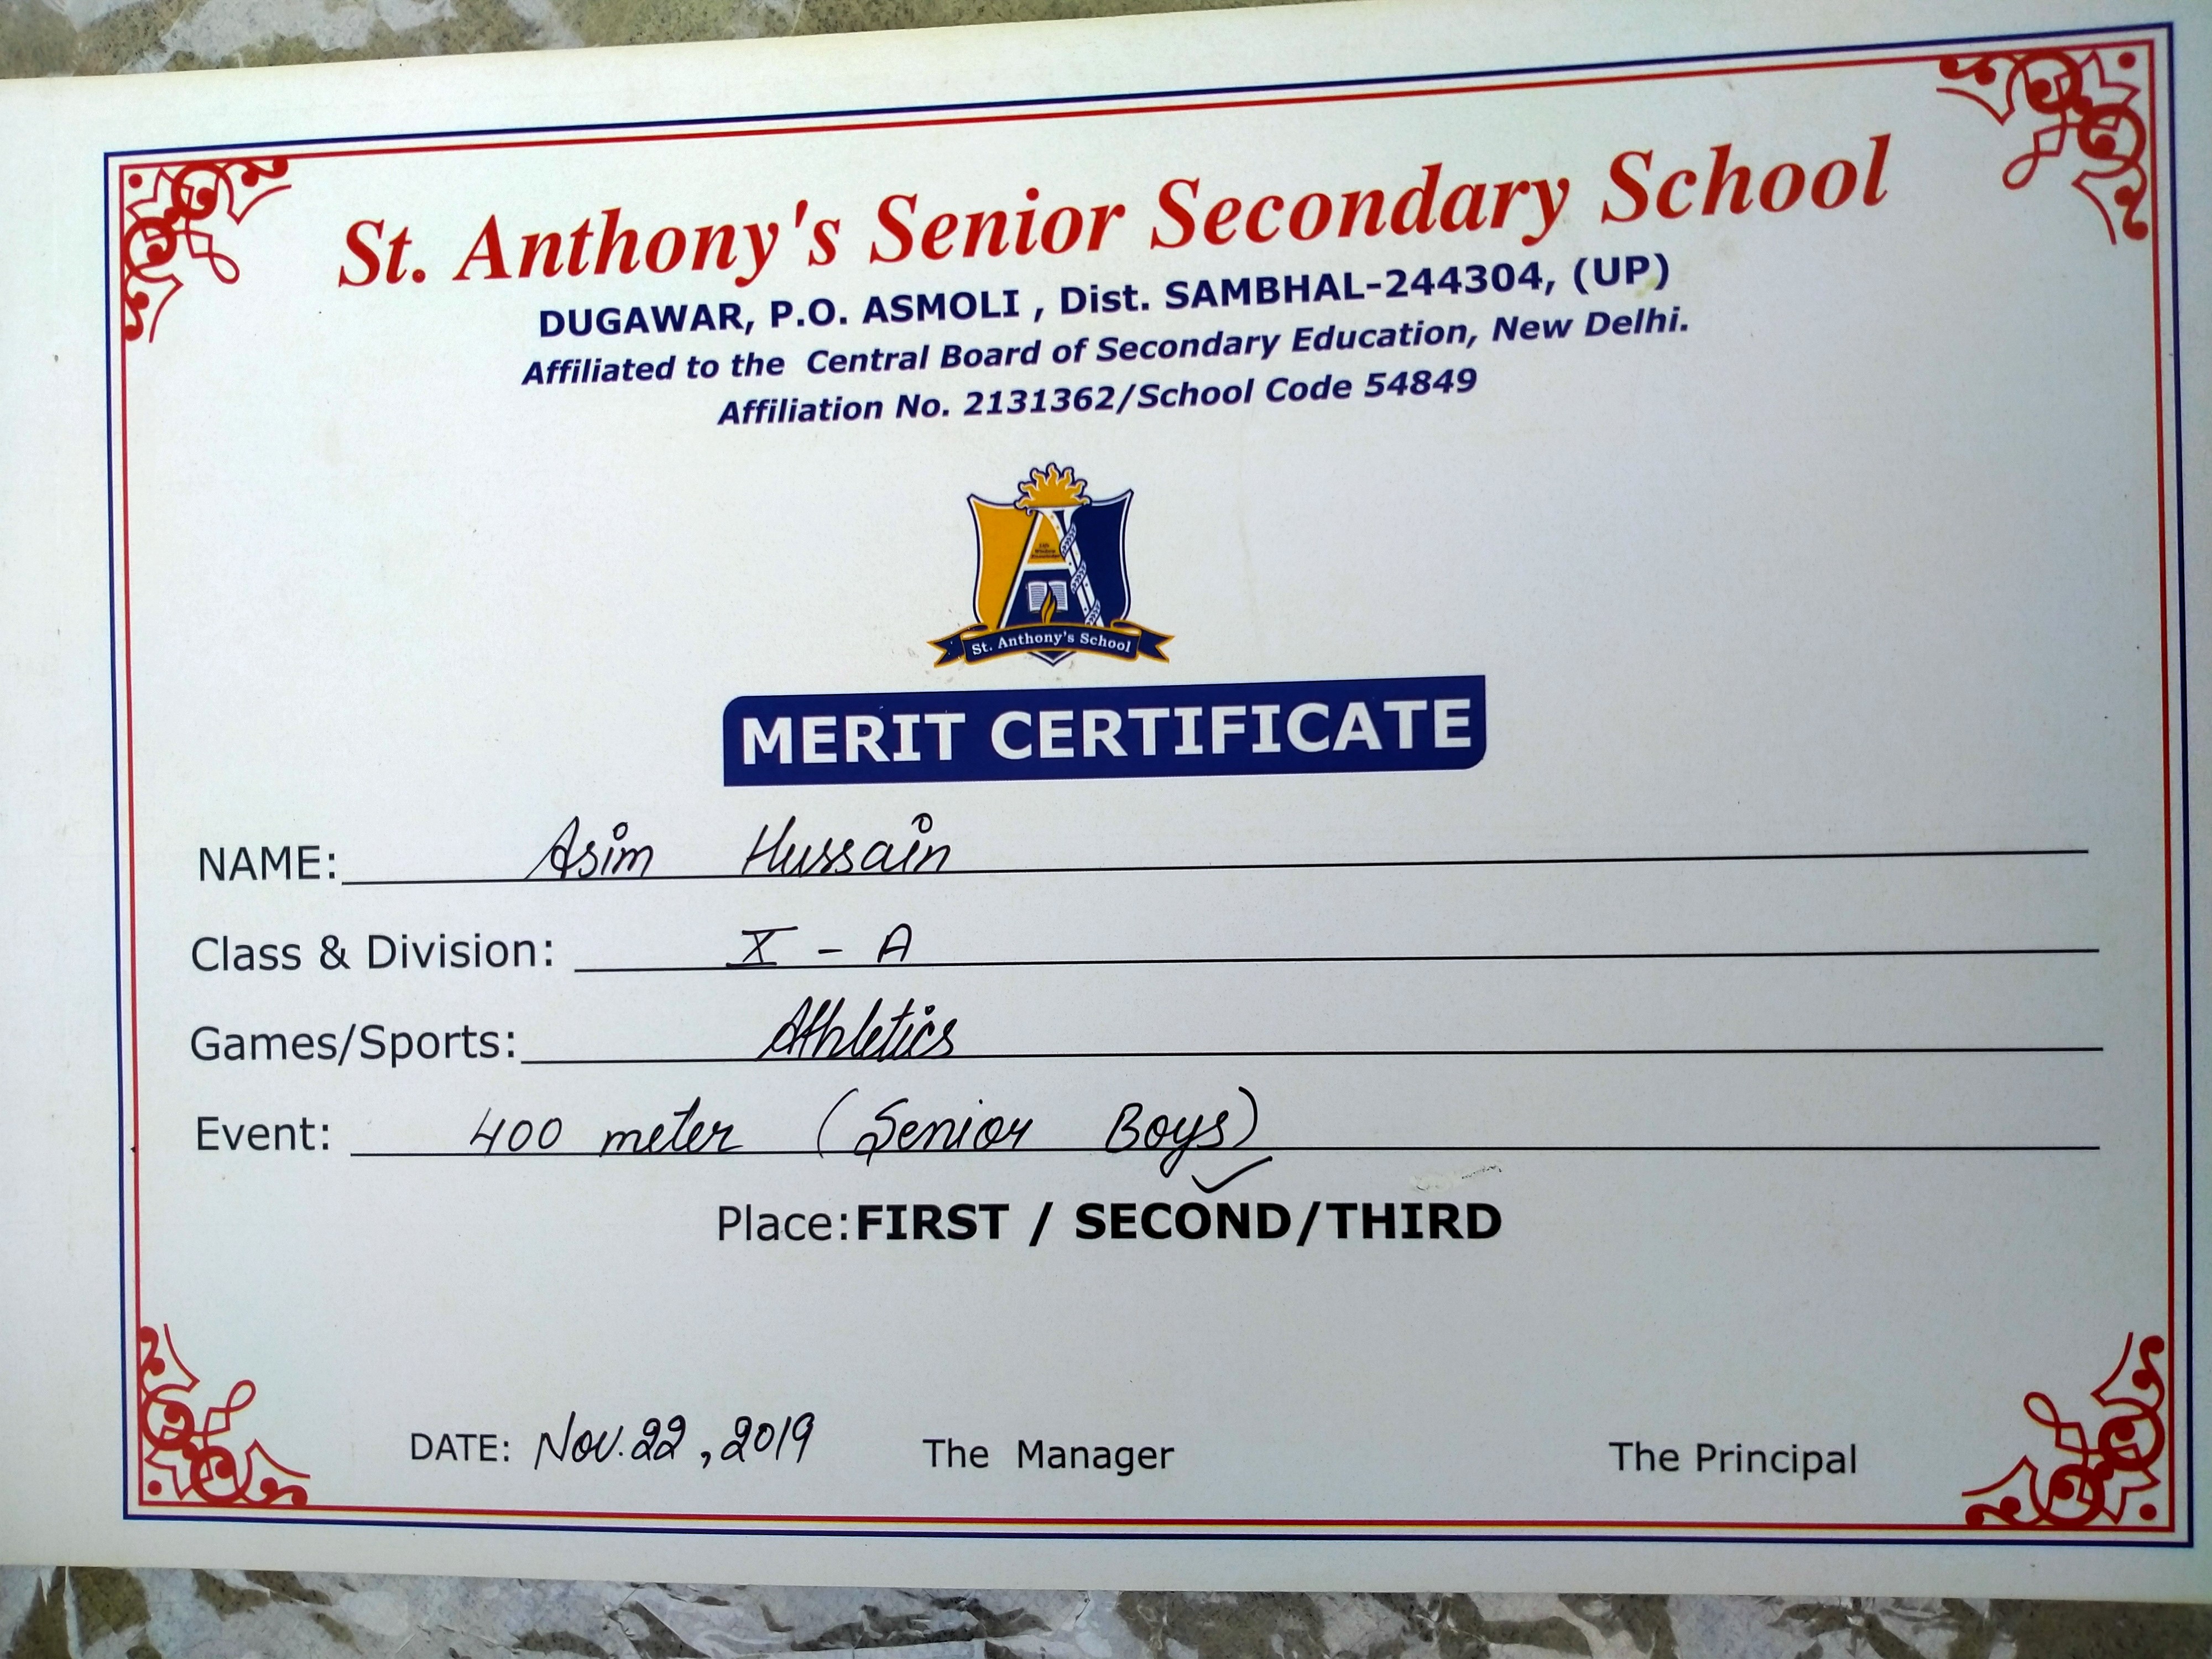 St. Anthony's Senior Secondary School
DUGAWAR, P.O. ASMOLI , Dist. SAMBHAL-244304, (UP)
Affiliated to the Central Board of Secondary Education, New Delhi.
Affiliation No. 2131362/School Code 54849
St. Anthony's School
MERIT CERTIFICATE
NAME: Asim Hussain
Class & Division: X - A
Games/Sports: Athletics
Event: 400 meter (Senior Boys)
Place:FIRST / SECOND/THIRD
DATE: Nov. 22, 2019 The Manager The Principal